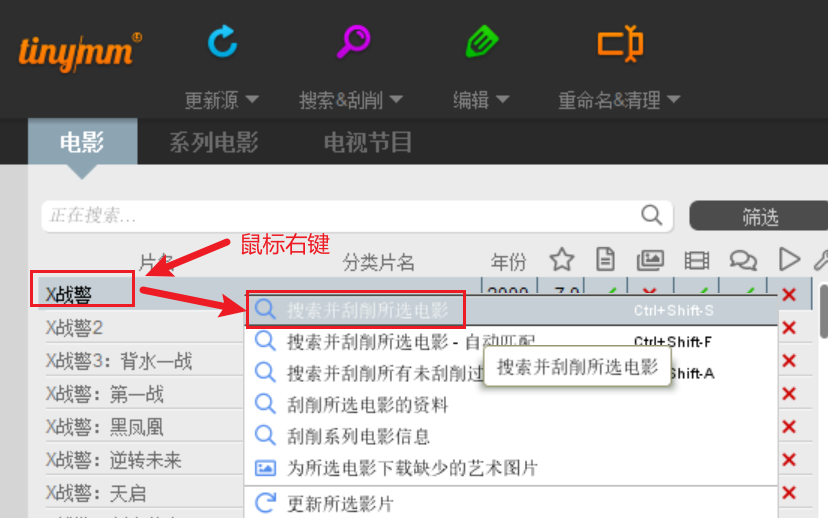 tinymm®
更新源 搜索&刮削 编辑 重命名&清理
电影 系列电影 电视节目
正在搜索... 筛选
鼠标右键
片名 分类片名 年份
X战警
搜索并刮削所选电影 Ctrl+Shift-S
X战警2
搜索并刮削所选电影 - 自动匹配 Ctrl+Shift-F
搜索并刮削所选电影
X战警3：背水一战
搜索并刮削所有未刮削过
X战警：第一战
刮削所选电影的资料
X战警：黑凤凰
刮削系列电影信息
X战警：逆转未来
为所选电影下载缺少的艺术图片
X战警：天启
更新所选影片